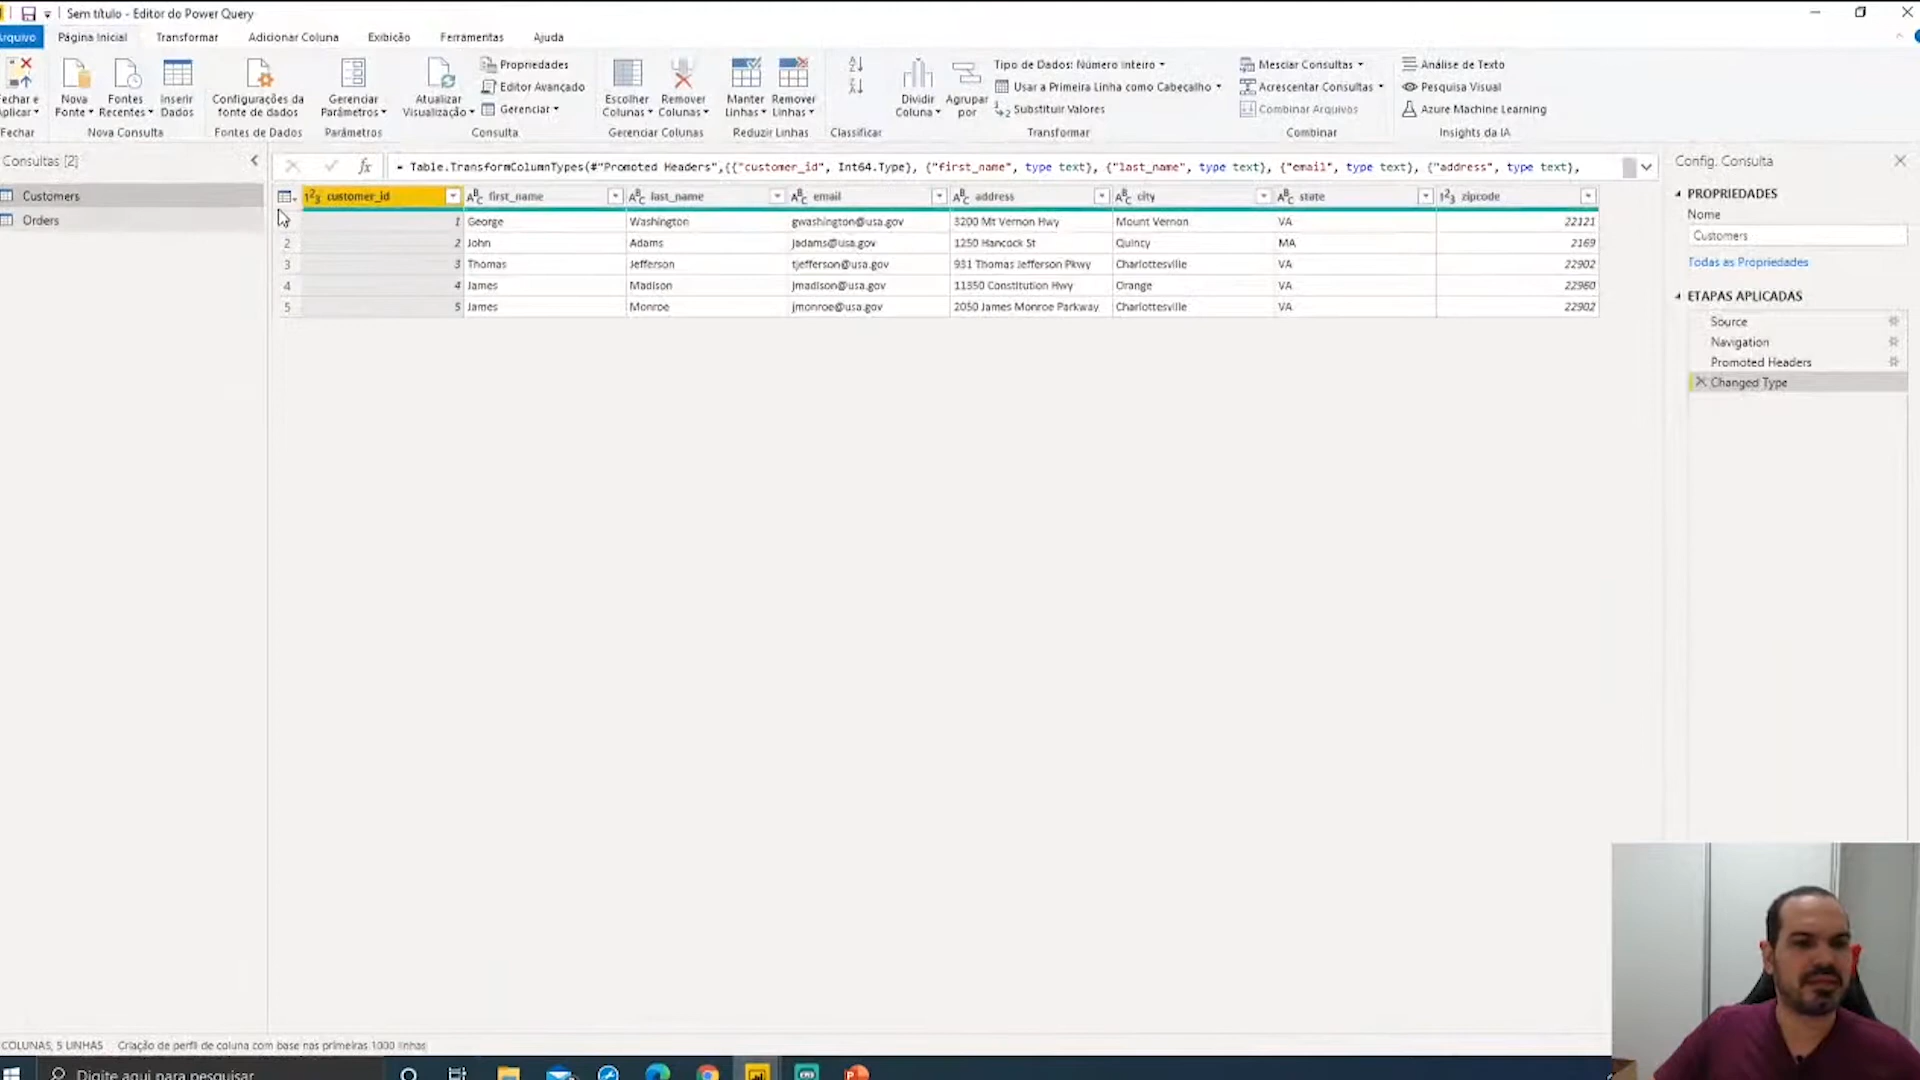 Sem título - Editor do Power Query
Arquivo Página Inicial Transformar Adicionar Coluna Exibição Ferramentas Ajuda
Fechar e Aplicar
Nova Fonte
Fontes Recentes
Inserir Dados
Configurações da fonte de dados
Gerenciar Parâmetros
Atualizar Visualização
Propriedades
Editor Avançado
Gerenciar
Escolher Colunas
Remover Colunas
Manter Linhas
Remover Linhas
Dividir Coluna
Agrupar por
Tipo de Dados: Número Inteiro
Usar a Primeira Linha como Cabeçalho
Substituir Valores
Mesclar Consultas
Acrescentar Consultas
Combinar Arquivos
Análise de Texto
Pesquisa Visual
Azure Machine Learning
Fechar Nova Consulta Fontes de Dados Parâmetros Consulta Gerenciar Colunas Reduzir Linhas Classificar Transformar Combinar Insights da IA
Consultas [2]
Customers
Orders
fx = Table.TransformColumnTypes(#"Promoted Headers",{{"customer_id", Int64.Type}, {"first_name", type text}, {"last_name", type text}, {"email", type text}, {"address", type text},
customer_id first_name last_name email address city state zipcode
1 George Washington gwashington@usa.gov 3200 Mt Vernon Hwy Mount Vernon VA 22121
2 2 John Adams jadams@usa.gov 1250 Hancock St Quincy MA 2169
3 3 Thomas Jefferson tjefferson@usa.gov 931 Thomas Jefferson Pkwy Charlottesville VA 22902
4 4 James Madison jmadison@usa.gov 11350 Constitution Hwy Orange VA 22960
5 5 James Monroe jmonroe@usa.gov 2050 James Monroe Parkway Charlottesville VA 22902
Config. Consulta
PROPRIEDADES
Nome
Customers
Todas as Propriedades
ETAPAS APLICADAS
Source
Navigation
Promoted Headers
Changed Type
COLUNAS, 5 LINHAS Criação de perfil de coluna com base nas primeiras 1000 linhas
Digite aqui para pesquisar